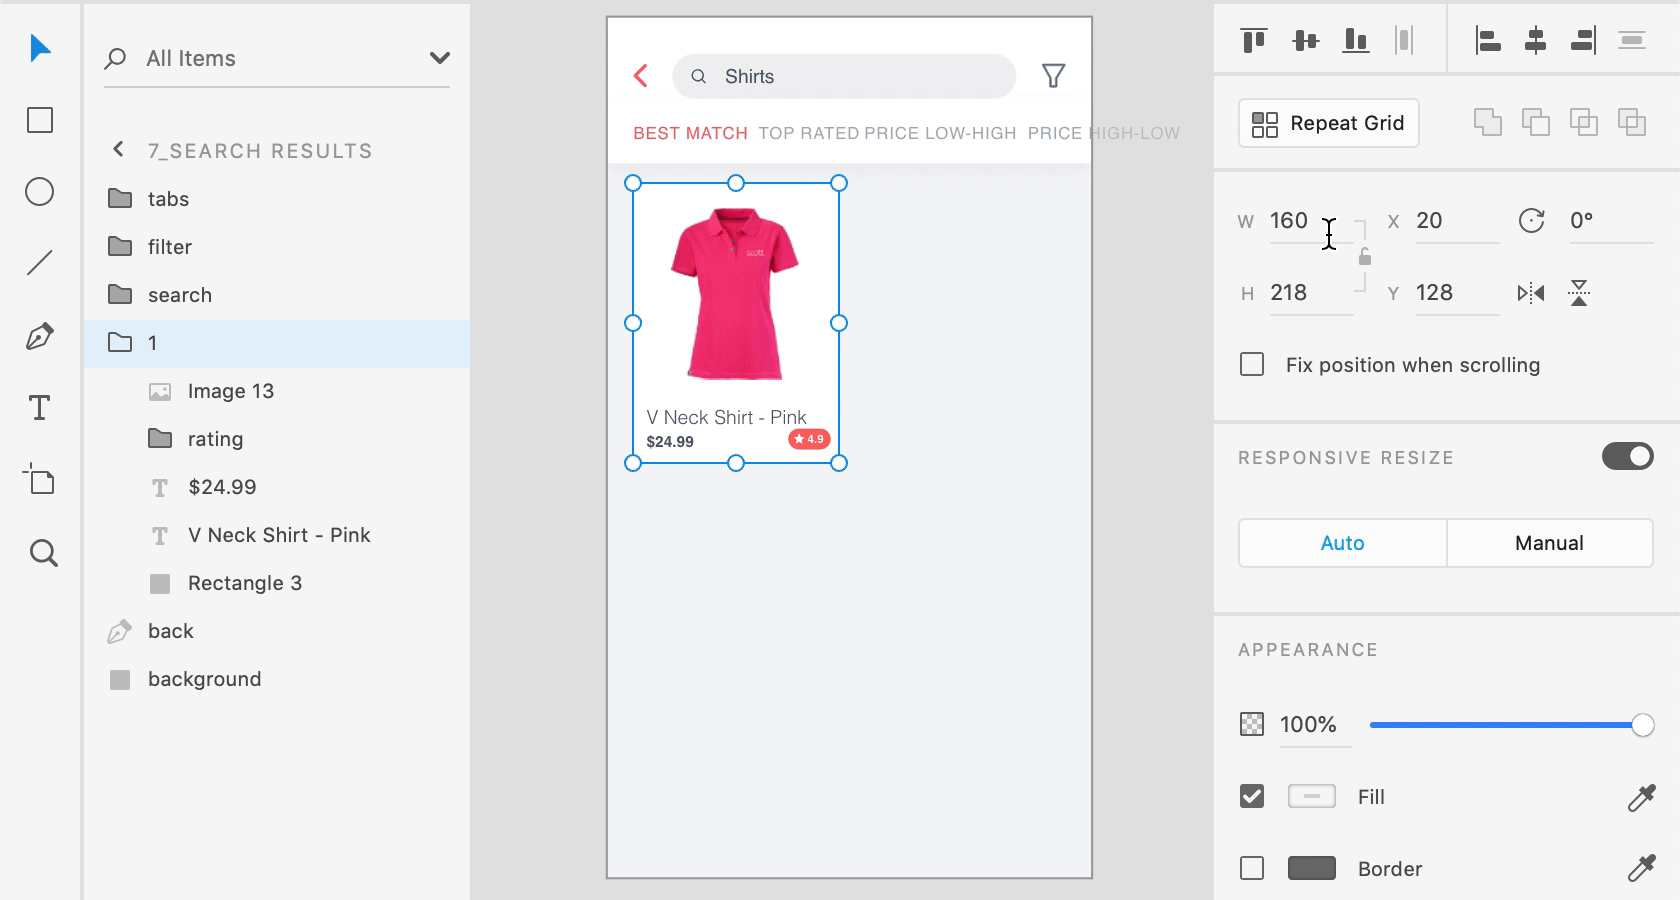 All Items
7_SEARCH RESULTS
tabs
filter
search
1
Image 13
rating
$24.99
V Neck Shirt - Pink
Rectangle 3
back
background
Shirts
BEST MATCH TOP RATED PRICE LOW-HIGH PRICE HIGH-LOW
V Neck Shirt - Pink
$24.99
4.9
Repeat Grid
W 160 X 20 0°
H 218 Y 128
Fix position when scrolling
RESPONSIVE RESIZE
Auto Manual
APPEARANCE
100%
Fill
Border